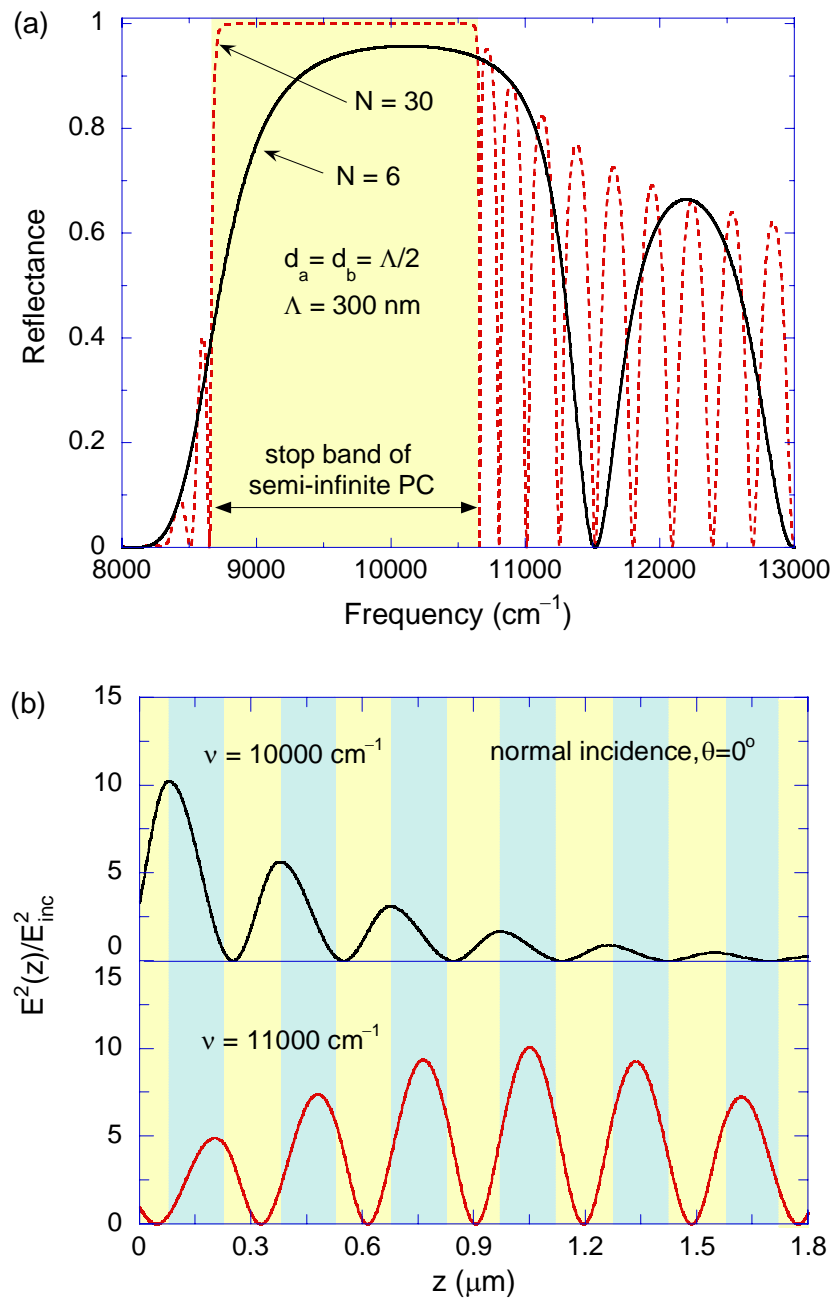 (a)
1
0.8
0.6
0.4
0.2
0
Reflectance
N = 30
N = 6
dₐ = d_b = Λ/2
Λ = 300 nm
stop band of
semi-infinite PC
8000 9000 10000 11000 12000 13000
Frequency (cm⁻¹)
(b)
15
10
5
0
ν = 10000 cm⁻¹
normal incidence, θ=0°
E²(z)/E²inc
15
10
5
0
ν = 11000 cm⁻¹
0 0.3 0.6 0.9 1.2 1.5 1.8
z (μm)